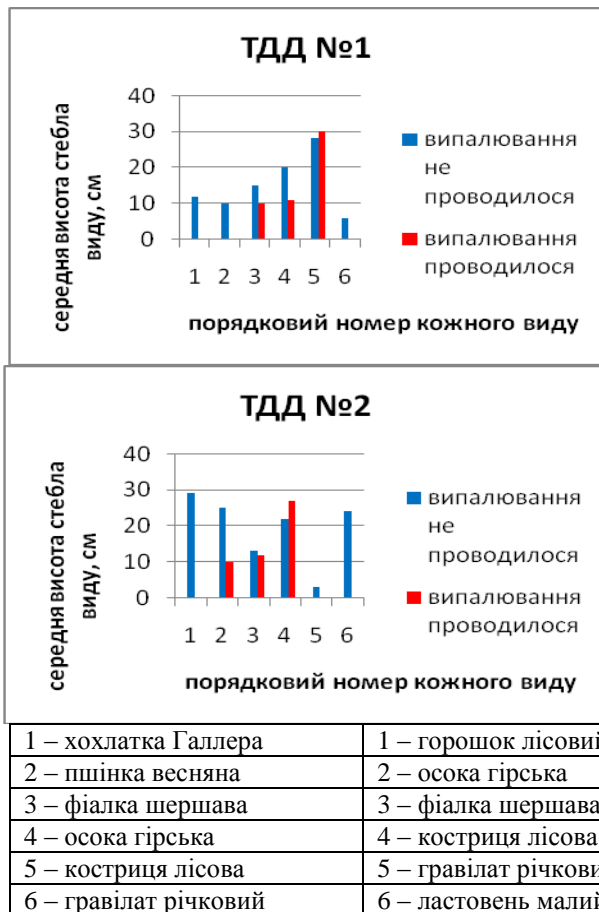 ТДД №1
середня висота стебла
виду, см
40
30
20
10
0
1 2 3 4 5 6
порядковий номер кожного виду
випалювання
не
проводилося
випалювання
проводилося
ТДД №2
середня висота стебла
виду, см
40
30
20
10
0
1 2 3 4 5 6
порядковий номер кожного виду
випалювання
не
проводилося
випалювання
проводилося
1 – хохлатка Галлера 1 – горошок лісовий
2 – пшінка весняна 2 – осока гірська
3 – фіалка шершава 3 – фіалка шершава
4 – осока гірська 4 – костриця лісова
5 – костриця лісова 5 – гравілат річкови
6 – гравілат річковий 6 – ластовень малий